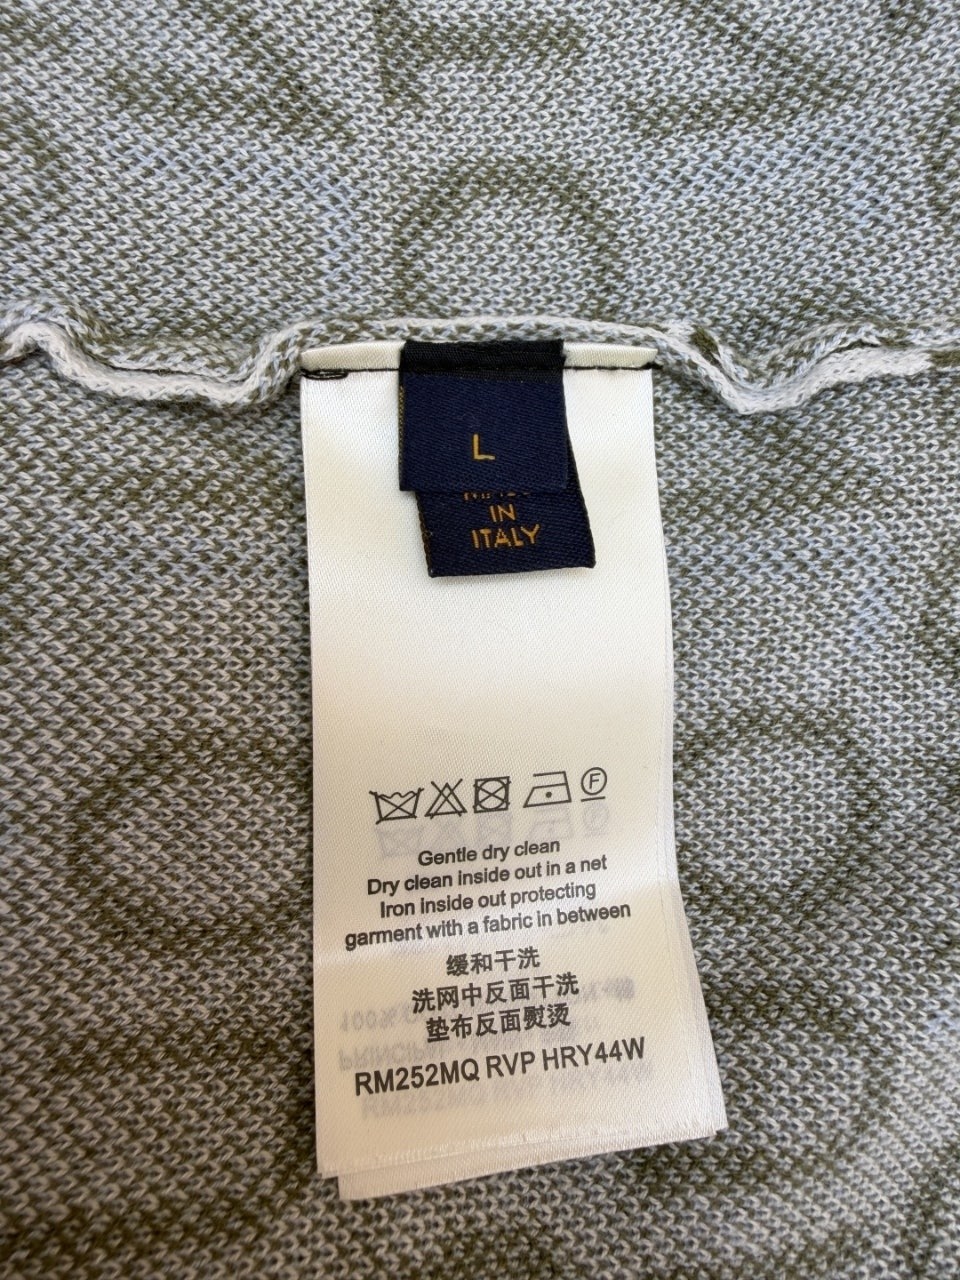 L
IN
ITALY
F
Gentle dry clean
Dry clean inside out in a net
Iron inside out protecting
garment with a fabric in between
缓和干洗
洗网中反面干洗
垫布反面熨烫
RM252MQ RVP HRY44W